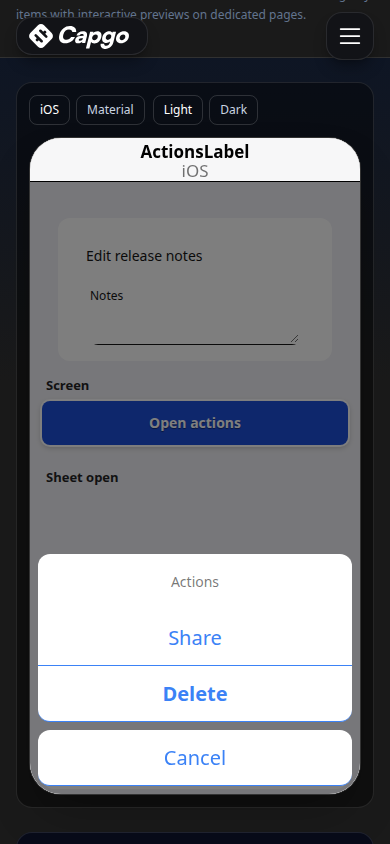 items with interactive previews on dedicated pages.
Capgo
iOS
Material
Light
Dark
ActionsLabel
iOS
Edit release notes
Notes
Screen
Open actions
Sheet open
Actions
Share
Delete
Cancel